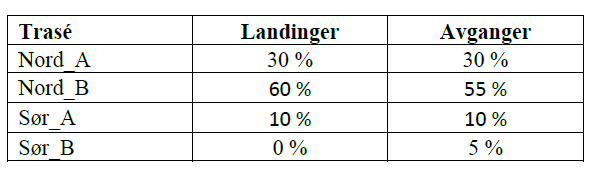 Trasé Landinger Avganger
Nord_A 30 % 30 %
Nord_B 60 % 55 %
Sør_A 10 % 10 %
Sør_B 0 % 5 %